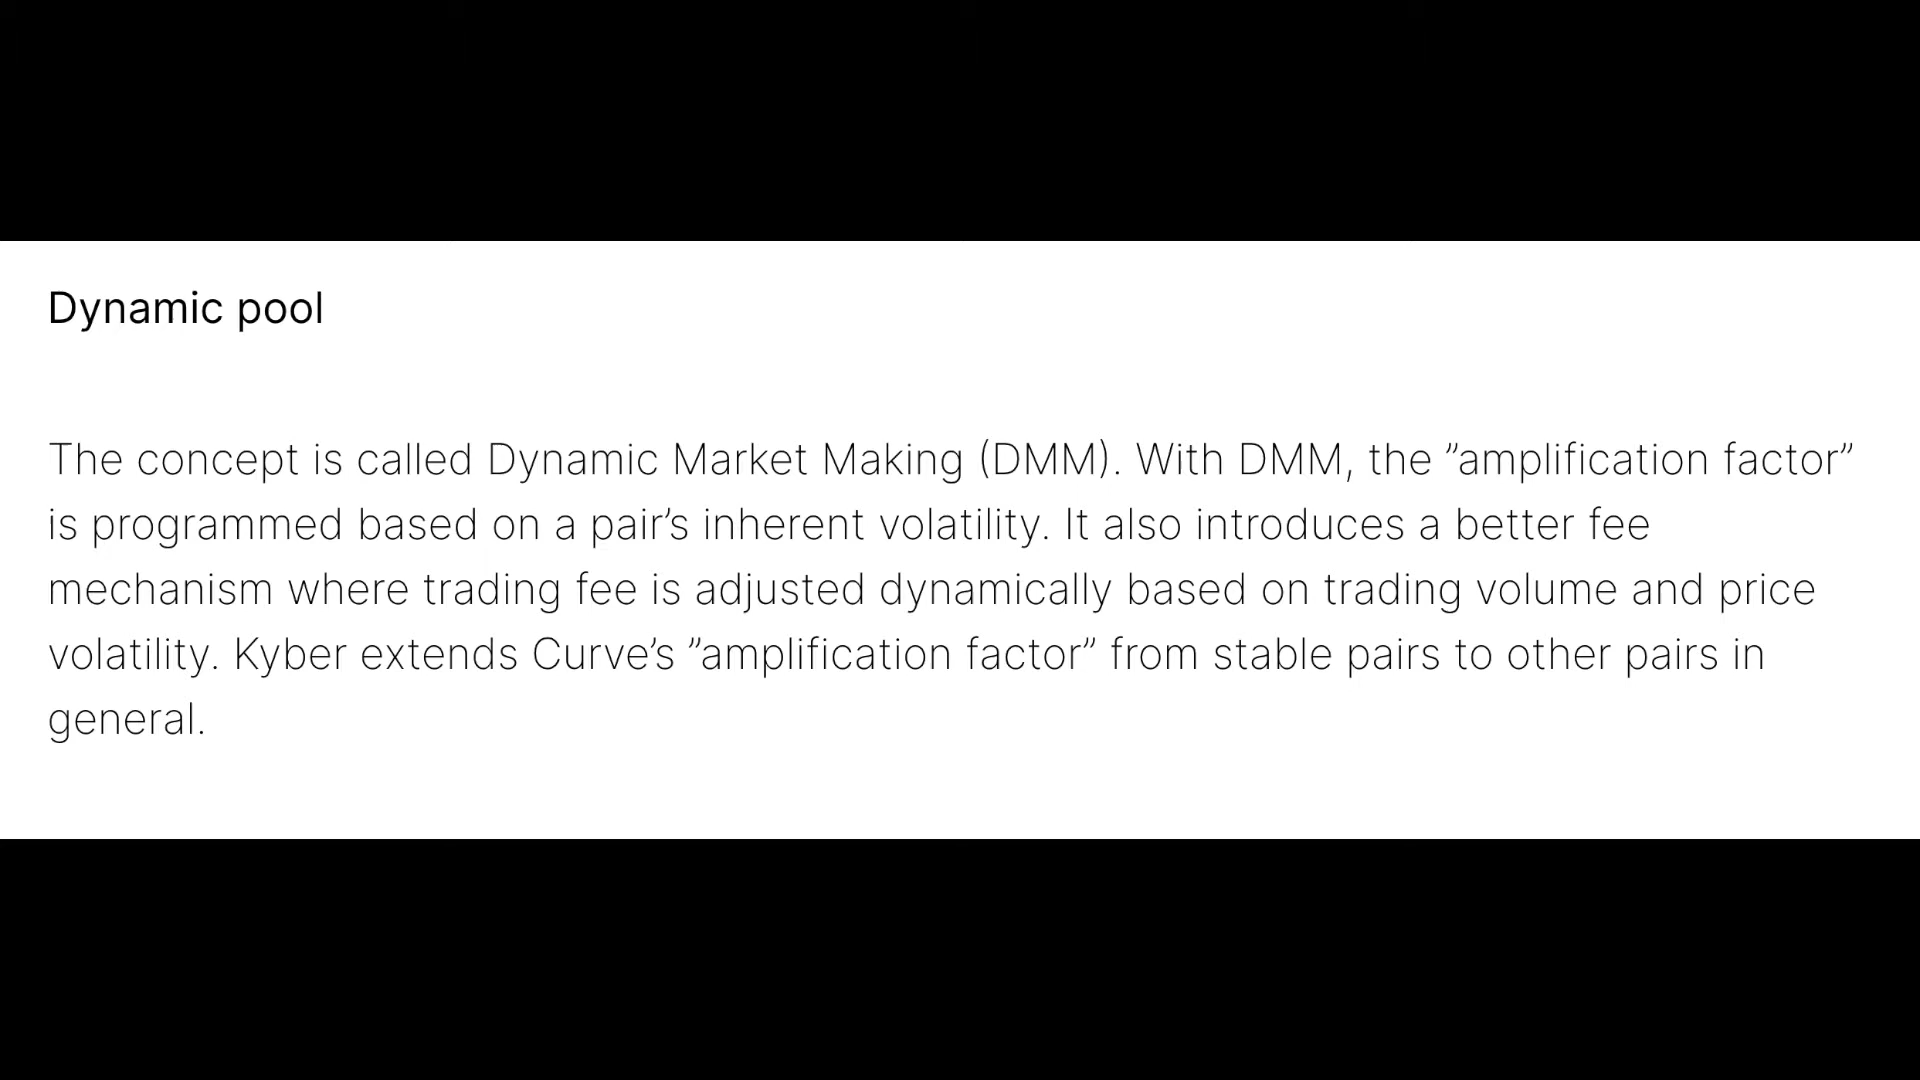 Dynamic pool
The concept is called Dynamic Market Making (DMM). With DMM, the ”amplification factor”
is programmed based on a pair’s inherent volatility. It also introduces a better fee
mechanism where trading fee is adjusted dynamically based on trading volume and price
volatility. Kyber extends Curve’s ”amplification factor” from stable pairs to other pairs in
general.